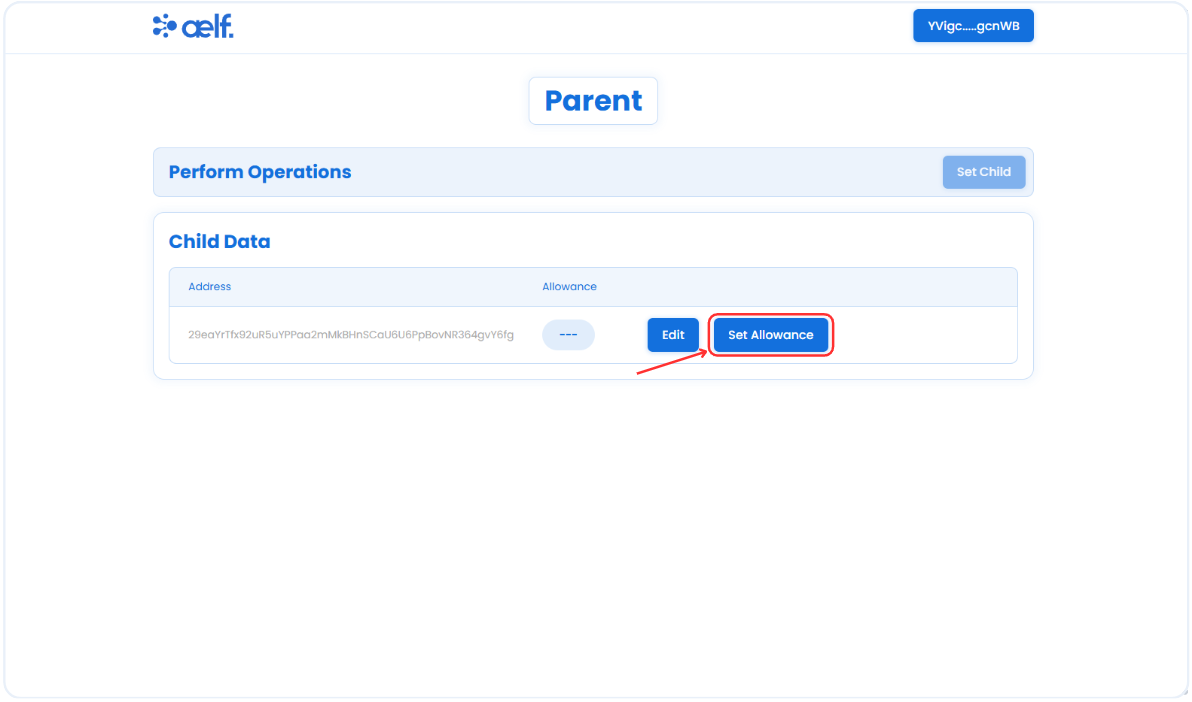 aelf.
YVigc.....gcnWB
Parent
Perform Operations
Set Child
Child Data
Address
Allowance
29eaYrTfx92uR5uYPPaa2mMkBHnSCaU6U6PpBovNR364gvY6fg
---
Edit
Set Allowance